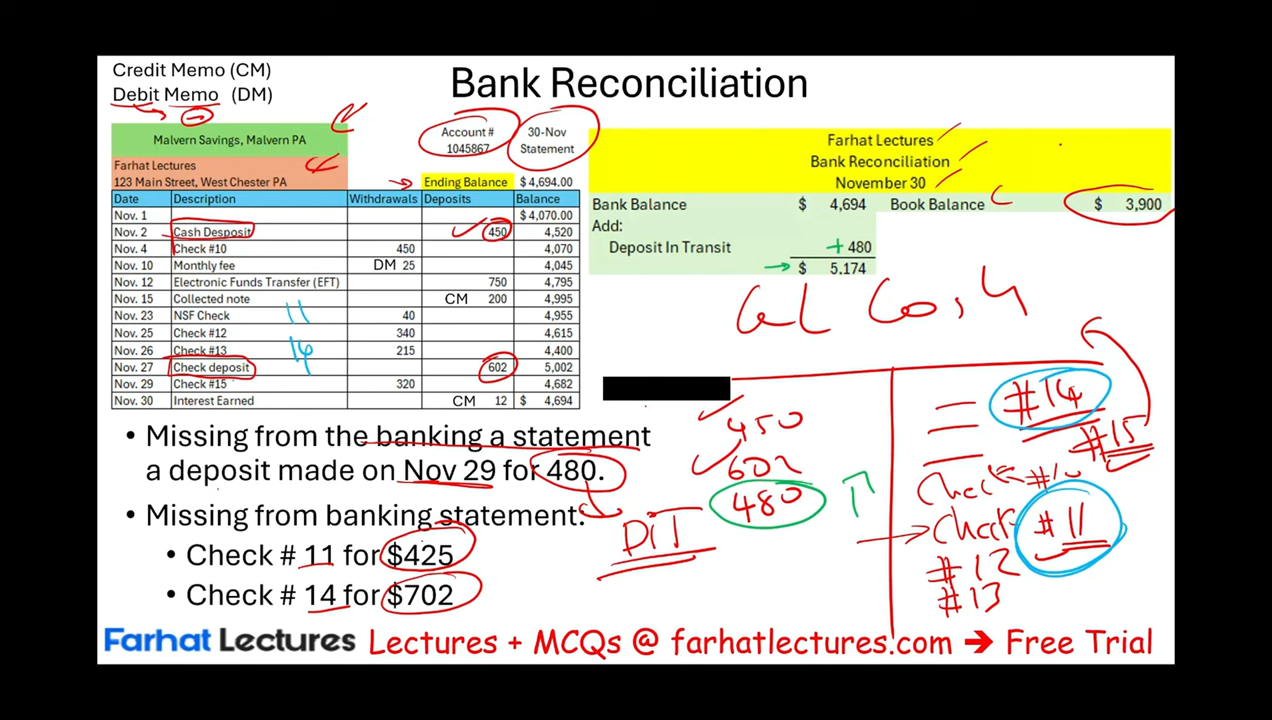 Credit Memo (CM)
Debit Memo (DM)
Bank Reconciliation
Malvern Savings, Malvern PA
Account # 30-Nov
1045867 Statement
Farhat Lectures
123 Main Street, West Chester PA Ending Balance $ 4,694.00
Date Description Withdrawals Deposits Balance
Nov. 1 $ 4,070.00
Nov. 2 Cash Desposit 450 4,520
Nov. 4 Check #10 450 4,070
Nov. 10 Monthly fee DM 25 4,045
Nov. 12 Electronic Funds Transfer (EFT) 750 4,795
Nov. 15 Collected note CM 200 4,995
Nov. 23 NSF Check 11 40 4,955
Nov. 25 Check #12 340 4,615
Nov. 26 Check #13 14 215 4,400
Nov. 27 Check deposit 602 5,002
Nov. 29 Check #15 320 4,682
Nov. 30 Interest Earned CM 12 $ 4,694
Farhat Lectures
Bank Reconciliation
November 30
Bank Balance $ 4,694 Book Balance $ 3,900
Add:
Deposit In Transit + 480
$ 5,174
GL Cash
450
602
480
#14
#15
Check #10
Check #11
#12
#13
• Missing from the banking a statement
a deposit made on Nov 29 for 480.
DIT
• Missing from banking statement:
• Check # 11 for $425
• Check # 14 for $702
Farhat Lectures Lectures + MCQs @ farhatlectures.com ➔ Free Trial